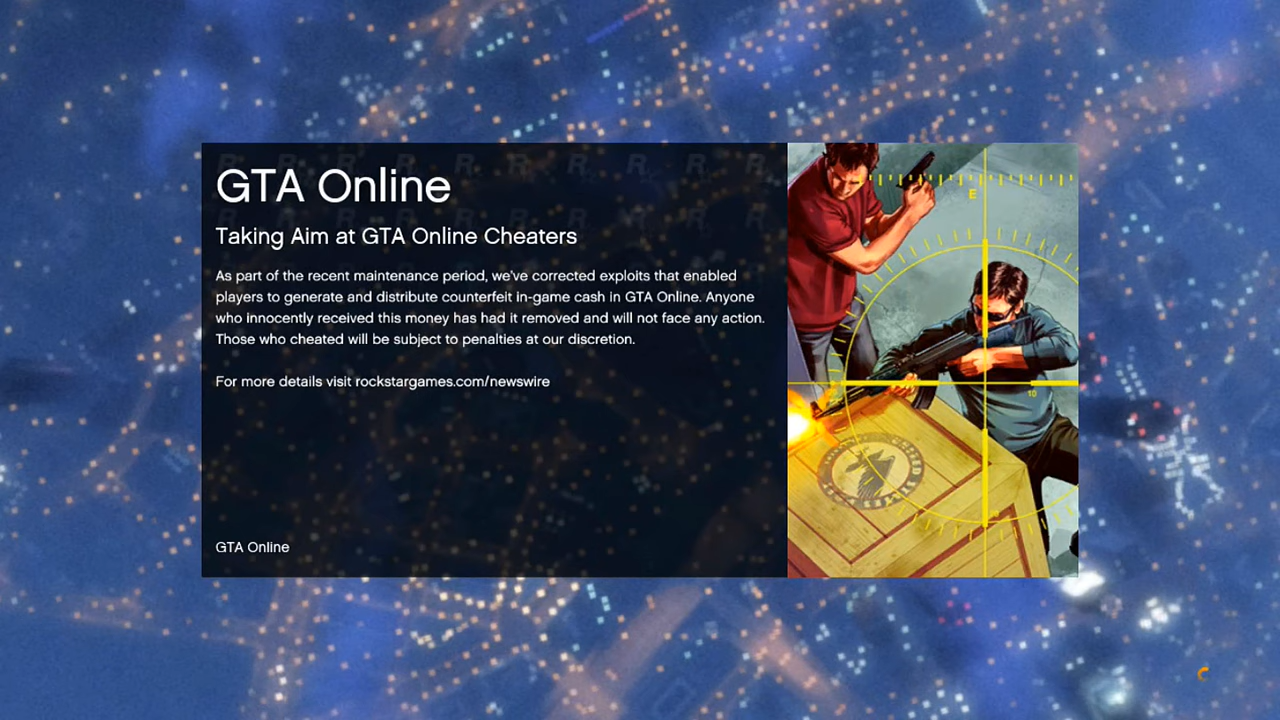 GTA Online
Taking Aim at GTA Online Cheaters
As part of the recent maintenance period, we've corrected exploits that enabled
players to generate and distribute counterfeit in-game cash in GTA Online. Anyone
who innocently received this money has had it removed and will not face any action.
Those who cheated will be subject to penalties at our discretion.
For more details visit rockstargames.com/newswire
GTA Online
E
10